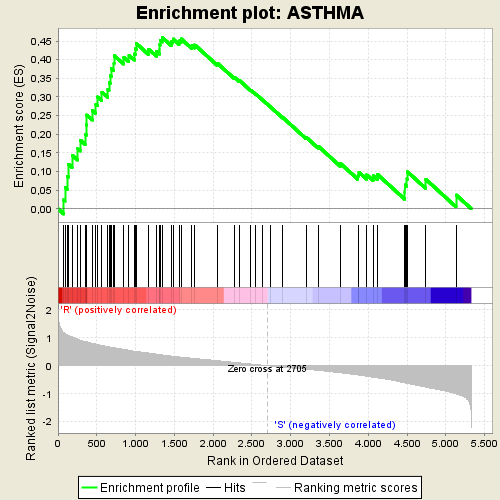 Enrichment plot: ASTHMA
Enrichment score (ES)
0.45
0.40
0.35
0.30
0.25
0.20
0.15
0.10
0.05
0.00
Ranked list metric (Signal2Noise)
2
1
0
-1
-2
'R' (positively correlated)
Zero cross at 2705
'S' (negatively correlated)
0 500 1.000 1.500 2.000 2.500 3.000 3.500 4.000 4.500 5.000 5.500
Rank in Ordered Dataset
Enrichment profile Hits Ranking metric scores